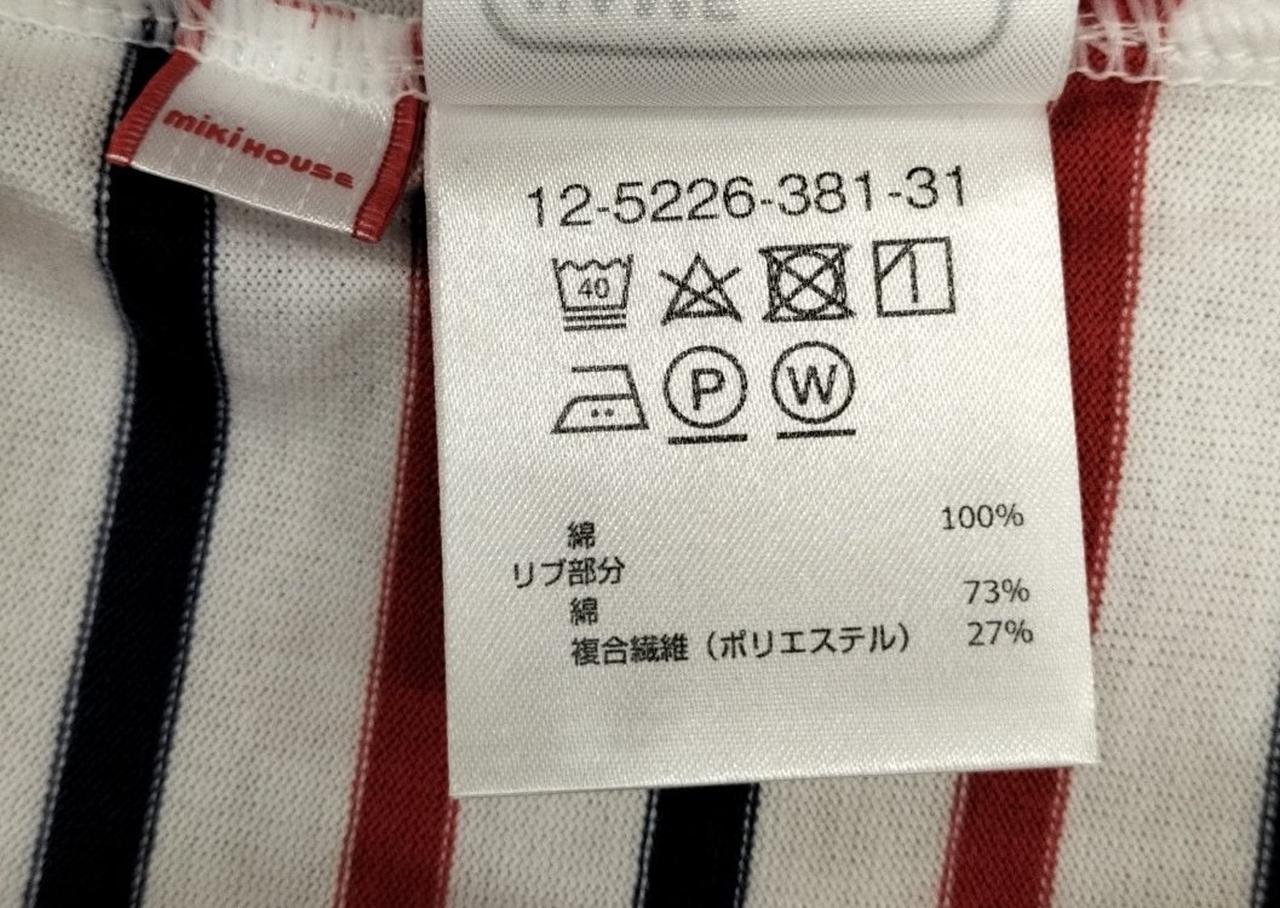 mikiHOUSE
12-5226-381-31
40
P W
綿 100%
リブ部分
綿 73%
複合繊維（ポリエステル） 27%